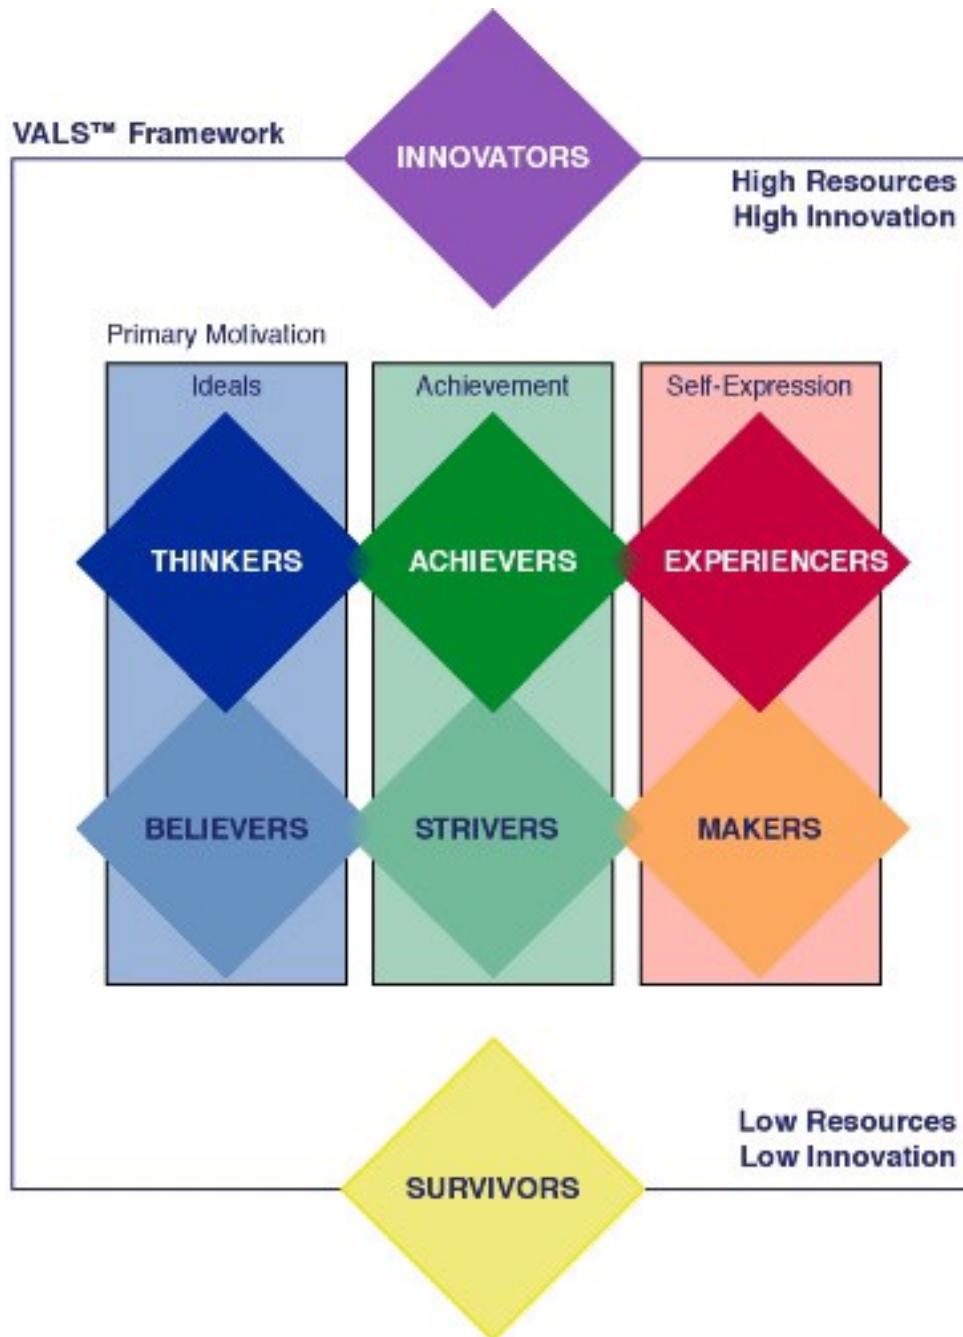 VALS™ Framework
INNOVATORS
High Resources
High Innovation
Primary Motivation
Ideals
Achievement
Self-Expression
THINKERS
ACHIEVERS
EXPERIENCERS
BELIEVERS
STRIVERS
MAKERS
Low Resources
Low Innovation
SURVIVORS